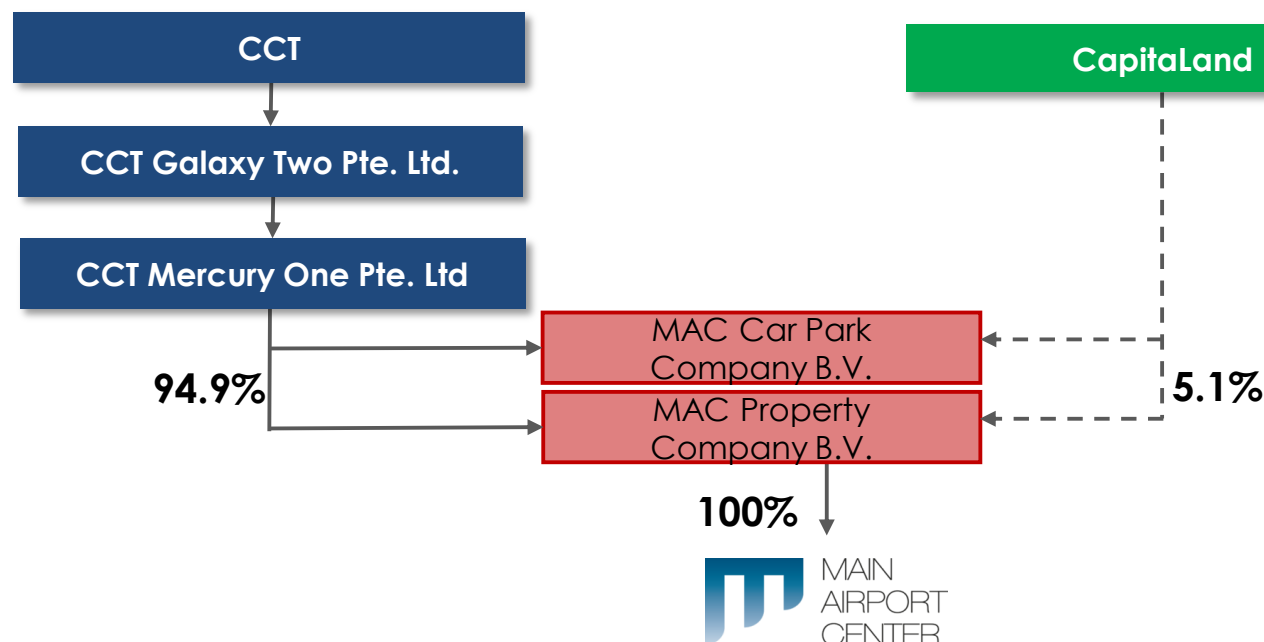 CCT
CapitaLand
CCT Galaxy Two Pte. Ltd.
CCT Mercury One Pte. Ltd
MAC Car Park
Company B.V.
94.9%
5.1%
MAC Property
Company B.V.
100%
MAIN
AIRPORT
CENTER